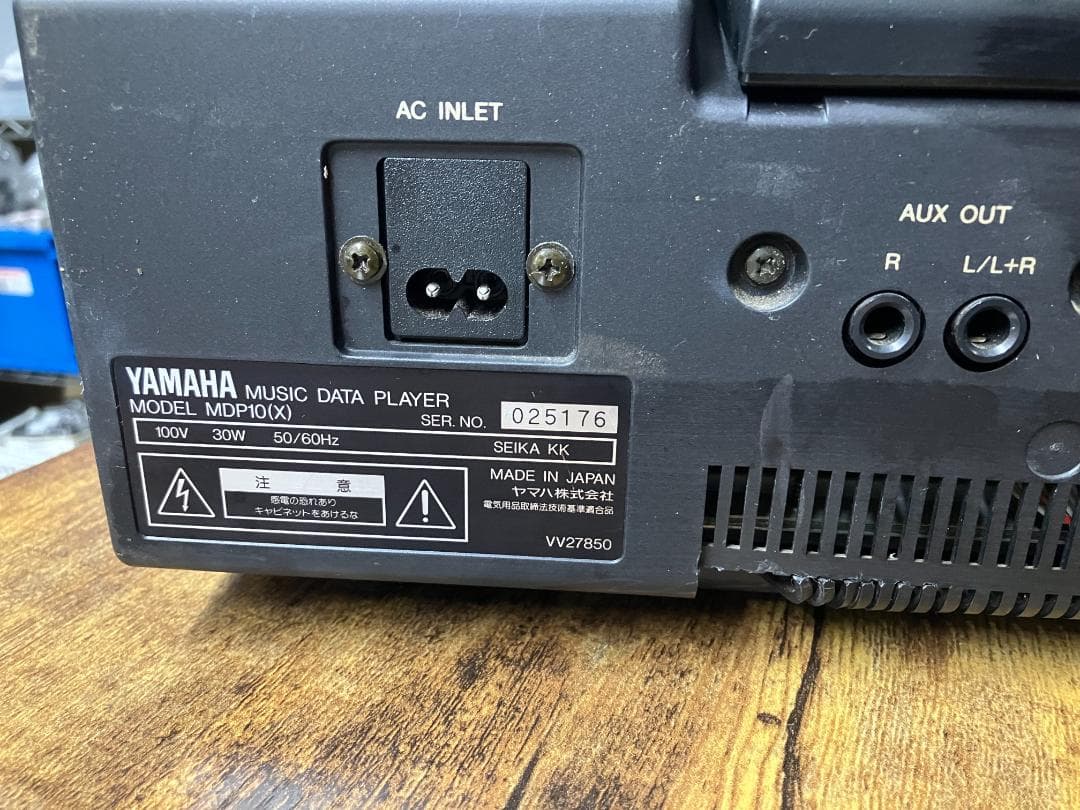 AC INLET
AUX OUT
R L/L+R
YAMAHA MUSIC DATA PLAYER
MODEL MDP10(X)
SER. NO. 025176
100V 30W 50/60Hz SEIKA KK
注 意
感電の恐れあり
キャビネットをあけるな
MADE IN JAPAN
ヤマハ株式会社
電気用品取締法技術基準適合品
VV27850